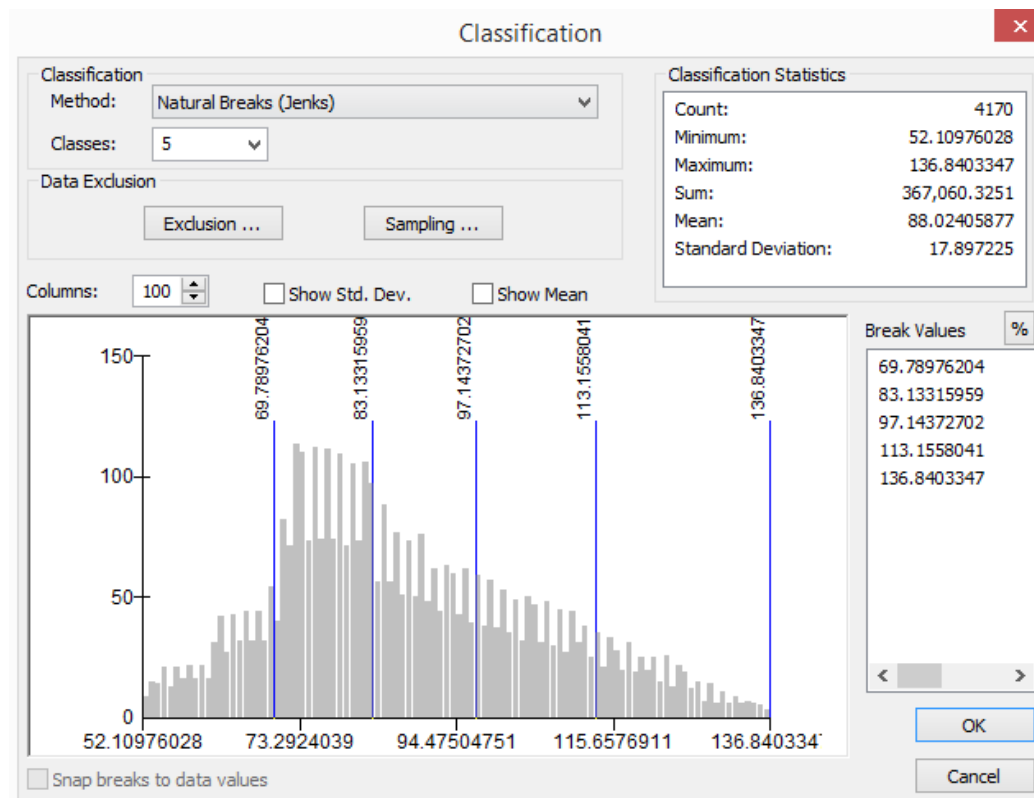 Classification
Classification
Method: Natural Breaks (Jenks)
Classes: 5
Data Exclusion
Exclusion ...
Sampling ...
Classification Statistics
Count: 4170
Minimum: 52.10976028
Maximum: 136.8403347
Sum: 367,060.3251
Mean: 88.02405877
Standard Deviation: 17.897225
Columns: 100 Show Std. Dev. Show Mean
69.78976204
83.13315959
97.14372702
113.1558041
136.8403347
150
100
50
0
52.10976028 73.2924039 94.47504751 115.6576911 136.840334
Break Values %
69.78976204
83.13315959
97.14372702
113.1558041
136.8403347
Snap breaks to data values
OK
Cancel